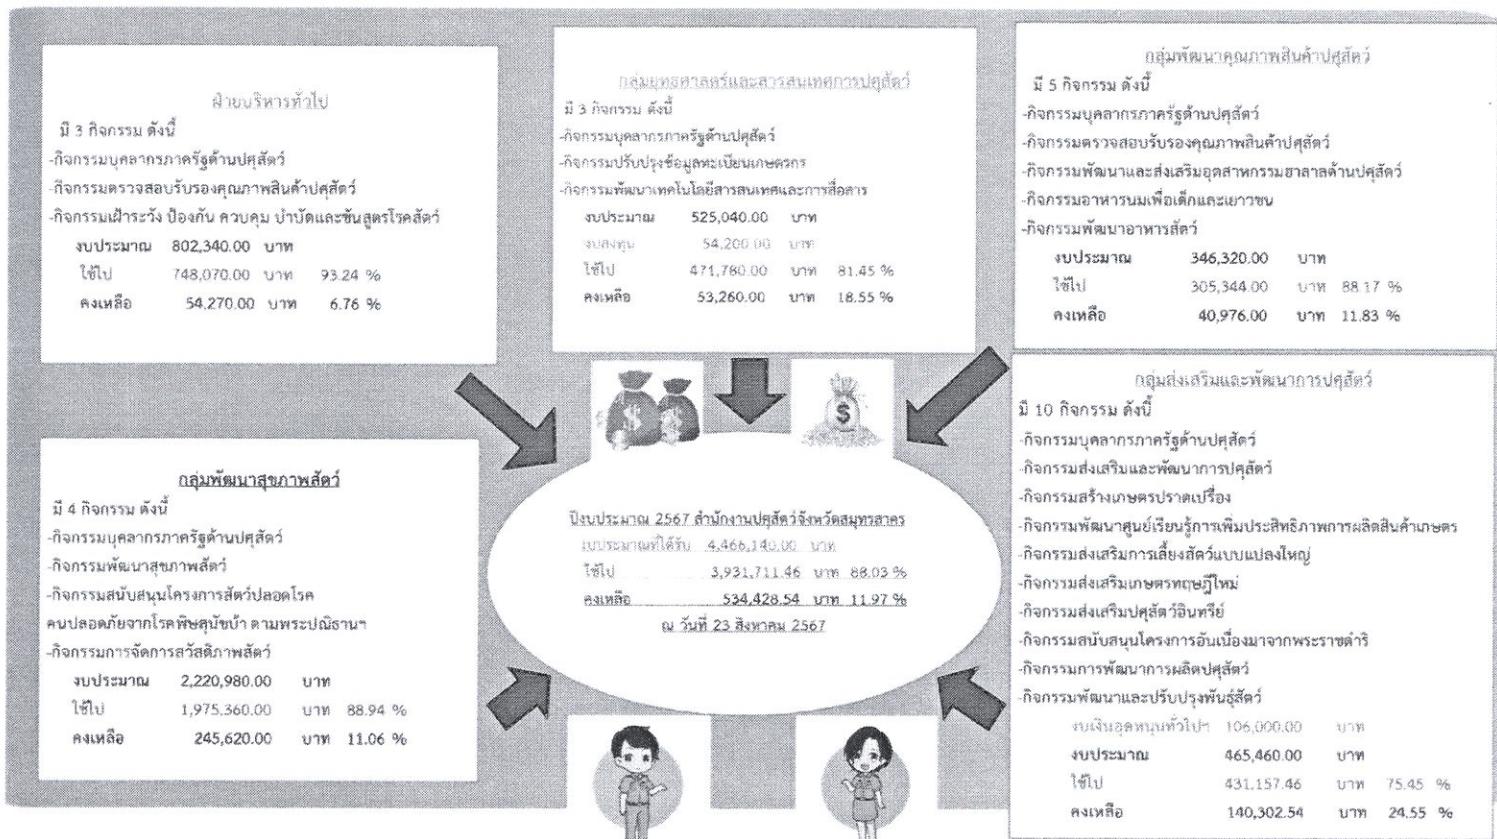 ฝ่ายบริหารทั่วไป
มี 3 กิจกรรม ดังนี้
-กิจกรรมบุคลากรภาครัฐด้านปศุสัตว์
-กิจกรรมตรวจสอบรับรองคุณภาพสินค้าปศุสัตว์
-กิจกรรมเฝ้าระวัง ป้องกัน ควบคุม บำบัดและชันสูตรโรคสัตว์
งบประมาณ 802,340.00 บาท
ใช้ไป 748,070.00 บาท 93.24 %
คงเหลือ 54,270.00 บาท 6.76 %
กลุ่มยุทธศาสตร์และสารสนเทศการปศุสัตว์
มี 3 กิจกรรม ดังนี้
-กิจกรรมบุคลากรภาครัฐด้านปศุสัตว์
-กิจกรรมปรับปรุงข้อมูลทะเบียนเกษตรกร
-กิจกรรมพัฒนาเทคโนโลยีสารสนเทศและการสื่อสาร
งบประมาณ 525,040.00 บาท
งบลงทุน 54,200.00 บาท
ใช้ไป 471,780.00 บาท 81.45 %
คงเหลือ 53,260.00 บาท 18.55 %
กลุ่มพัฒนาคุณภาพสินค้าปศุสัตว์
มี 5 กิจกรรม ดังนี้
-กิจกรรมบุคลากรภาครัฐด้านปศุสัตว์
-กิจกรรมตรวจสอบรับรองคุณภาพสินค้าปศุสัตว์
-กิจกรรมพัฒนาและส่งเสริมอุตสาหกรรมฮาลาลด้านปศุสัตว์
-กิจกรรมอาหารนมเพื่อเด็กและเยาวชน
-กิจกรรมพัฒนาอาหารสัตว์
งบประมาณ 346,320.00 บาท
ใช้ไป 305,344.00 บาท 88.17 %
คงเหลือ 40,976.00 บาท 11.83 %
กลุ่มพัฒนาสุขภาพสัตว์
มี 4 กิจกรรม ดังนี้
-กิจกรรมบุคลากรภาครัฐด้านปศุสัตว์
-กิจกรรมพัฒนาสุขภาพสัตว์
-กิจกรรมสนับสนุนโครงการสัตว์ปลอดโรค
คนปลอดภัยจากโรคพิษสุนัขบ้า ตามพระปณิธานฯ
-กิจกรรมการจัดการสวัสดิภาพสัตว์
งบประมาณ 2,220,980.00 บาท
ใช้ไป 1,975,360.00 บาท 88.94 %
คงเหลือ 245,620.00 บาท 11.06 %
ปีงบประมาณ 2567 สำนักงานปศุสัตว์จังหวัดสมุทรสาคร
งบประมาณที่ได้รับ 4,466,140.00 บาท
ใช้ไป 3,931,711.46 บาท 88.03 %
คงเหลือ 534,428.54 บาท 11.97 %
ณ วันที่ 23 สิงหาคม 2567
กลุ่มส่งเสริมและพัฒนาการปศุสัตว์
มี 10 กิจกรรม ดังนี้
-กิจกรรมบุคลากรภาครัฐด้านปศุสัตว์
-กิจกรรมส่งเสริมและพัฒนาการปศุสัตว์
-กิจกรรมสร้างเกษตรปราดเปรื่อง
-กิจกรรมพัฒนาศูนย์เรียนรู้การเพิ่มประสิทธิภาพการผลิตสินค้าเกษตร
-กิจกรรมส่งเสริมการเลี้ยงสัตว์แบบแปลงใหญ่
-กิจกรรมส่งเสริมเกษตรทฤษฎีใหม่
-กิจกรรมส่งเสริมปศุสัตว์อินทรีย์
-กิจกรรมสนับสนุนโครงการอันเนื่องมาจากพระราชดำริ
-กิจกรรมการพัฒนาการผลิตปศุสัตว์
-กิจกรรมพัฒนาและปรับปรุงพันธุ์สัตว์
งบเงินอุดหนุนทั่วไปฯ 106,000.00 บาท
งบประมาณ 465,460.00 บาท
ใช้ไป 431,157.46 บาท 75.45 %
คงเหลือ 140,302.54 บาท 24.55 %